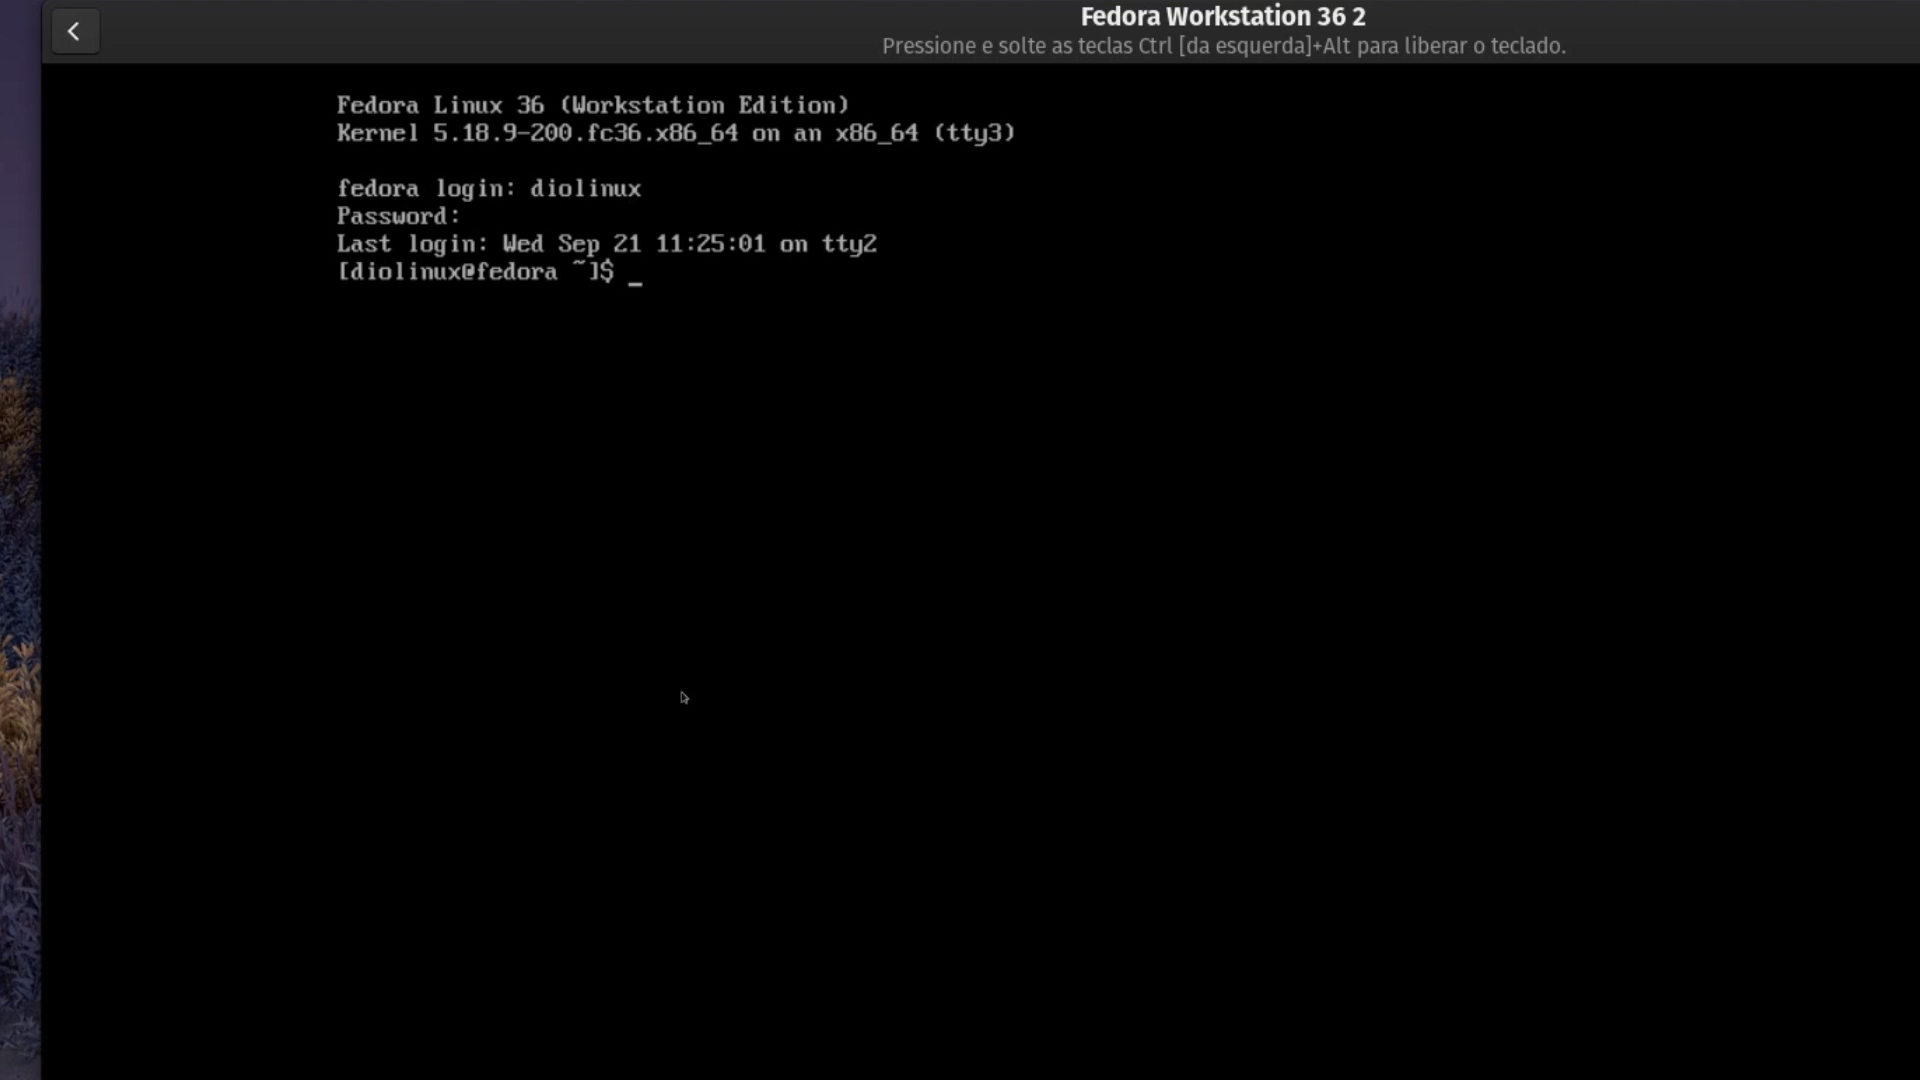 Fedora Workstation 36 2
Pressione e solte as teclas Ctrl [da esquerda]+Alt para liberar o teclado.
Fedora Linux 36 (Workstation Edition)
Kernel 5.18.9-200.fc36.x86_64 on an x86_64 (tty3)
fedora login: diolinux
Password:
Last login: Wed Sep 21 11:25:01 on tty2
[diolinux@fedora ~]$ _